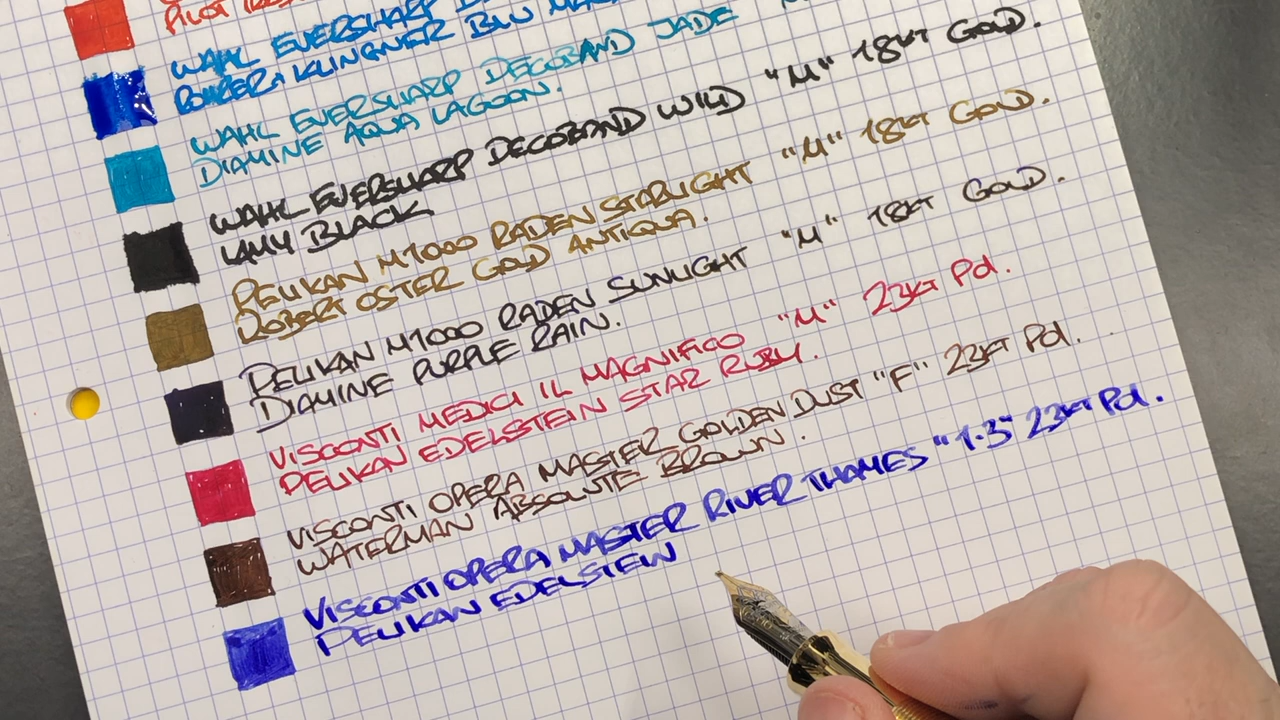 PILOT
WAHL EVERSHARP
ROHRER & KLINGNER BLU
WAHL EVERSHARP DECOBAND JADE
DIAMINE AQUA LAGOON.
WAHL EVERSHARP DECOBAND WILD "M" 18KT GOLD.
LAMY BLACK
PELIKAN M1000 RADEN STARLIGHT "M" 18KT GOLD.
ROBERT OSTER GOLD ANTIQUA.
PELIKAN M1000 RADEN SUNLIGHT "M" 18KT GOLD.
DIAMINE PURPLE RAIN.
VISCONTI MEDICI IL MAGNIFICO "M" 23KT Pd.
PELIKAN EDELSTEIN STAR RUBY.
VISCONTI OPERA MASTER GOLDEN DUST "F" 23KT Pd.
WATERMAN ABSOLUTE BROWN.
VISCONTI OPERA MASTER RIVER THAMES "1.3" 23KT Pd.
PELIKAN EDELSTEIN